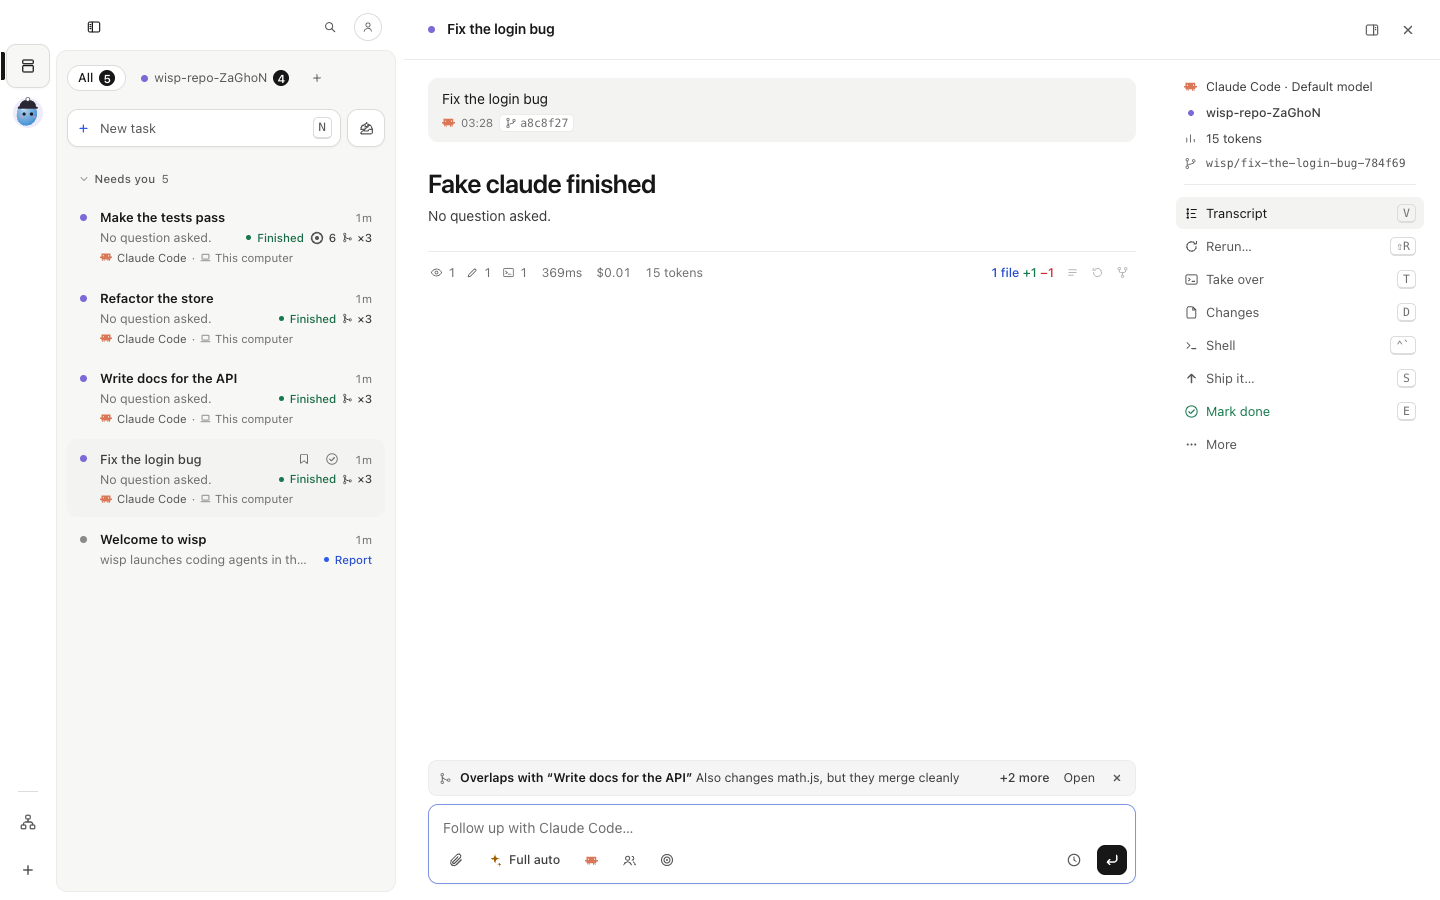 Fix the login bug
All 5
wisp-repo-ZaGhoN 4
New task N
Needs you 5
Make the tests pass 1m
No question asked. Finished 6 ×3
Claude Code · This computer
Refactor the store 1m
No question asked. Finished ×3
Claude Code · This computer
Write docs for the API 1m
No question asked. Finished ×3
Claude Code · This computer
Fix the login bug 1m
No question asked. Finished ×3
Claude Code · This computer
Welcome to wisp 1m
wisp launches coding agents in th... Report
Fix the login bug
03:28 a8c8f27
Fake claude finished
No question asked.
1 1 1 369ms $0.01 15 tokens 1 file +1 −1
Overlaps with “Write docs for the API” Also changes math.js, but they merge cleanly +2 more Open
Follow up with Claude Code...
Full auto
Claude Code · Default model
wisp-repo-ZaGhoN
15 tokens
wisp/fix-the-login-bug-784f69
Transcript V
Rerun... ⇧R
Take over T
Changes D
Shell ⌃`
Ship it... S
Mark done E
More